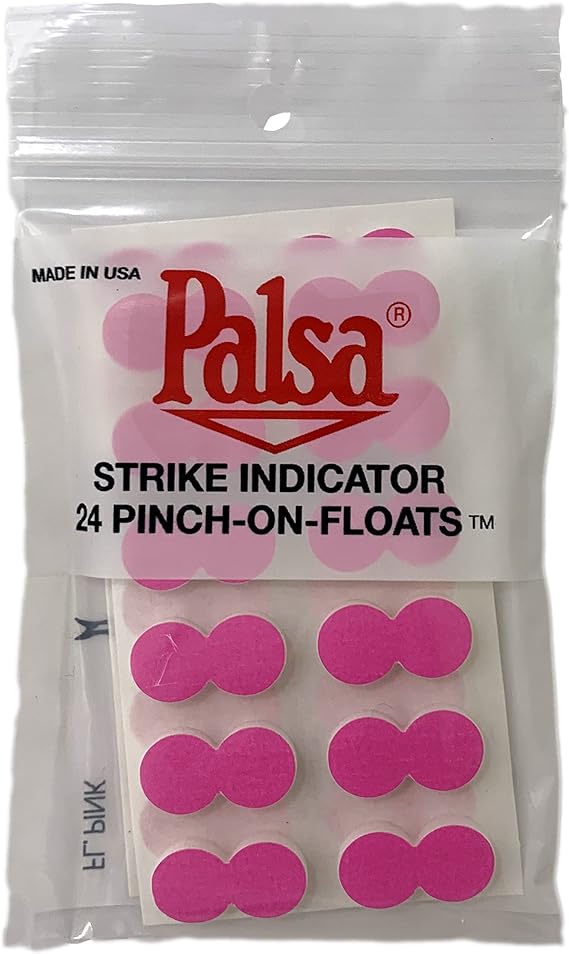 MADE IN USA
Palsa®
STRIKE INDICATOR
24 PINCH-ON-FLOATS™
FL PINK